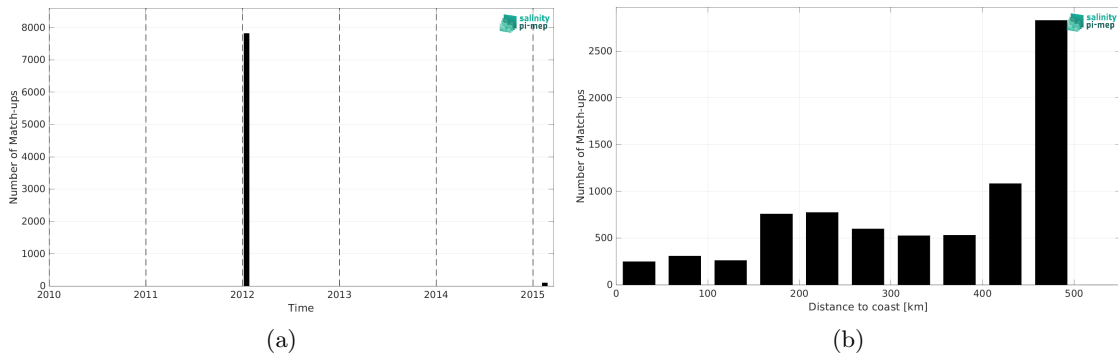 8000
7000
6000
5000
4000
3000
2000
1000
0
Number of Match-ups
2010 2011 2012 2013 2014 2015
Time
salinity
pi-mep
(a)
2500
2000
1500
1000
500
0
Number of Match-ups
0 100 200 300 400 500
Distance to coast [km]
salinity
pi-mep
(b)